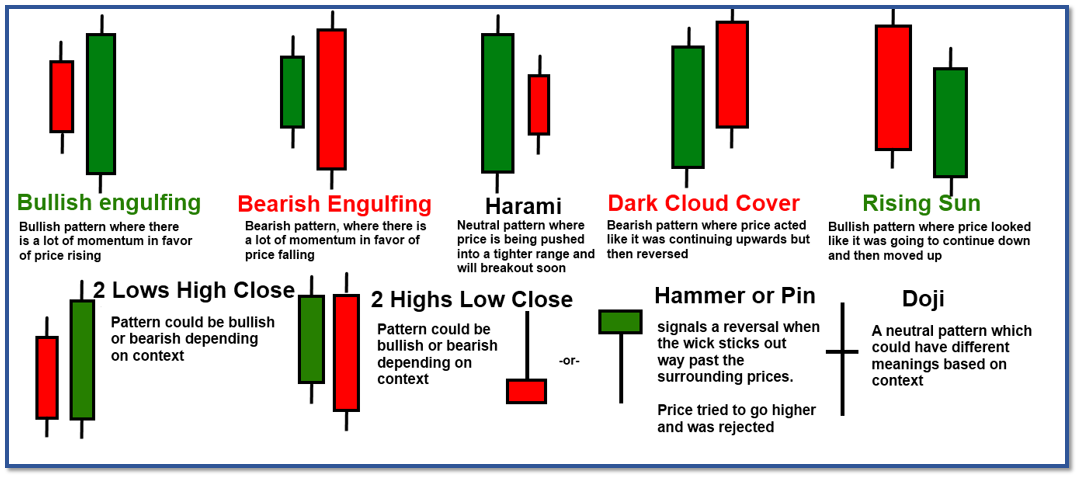 Bullish engulfing
Bullish pattern where there
is a lot of momentum in favor
of price rising
Bearish Engulfing
Bearish pattern, where there is
a lot of momentum in favor of
price falling
Harami
Neutral pattern where
price is being pushed
into a tighter range and
will breakout soon
Dark Cloud Cover
Bearish pattern where price acted
like it was continuing upwards but
then reversed
Rising Sun
Bullish pattern where price looked
like it was going to continue down
and then moved up
2 Lows High Close
Pattern could be bullish
or bearish depending
on context
2 Highs Low Close
Pattern could be
bullish or bearish
depending on
context
-or-
Hammer or Pin
signals a reversal when
the wick sticks out
way past the
surrounding prices.
Price tried to go higher
and was rejected
Doji
A neutral pattern which
could have different
meanings based on
context